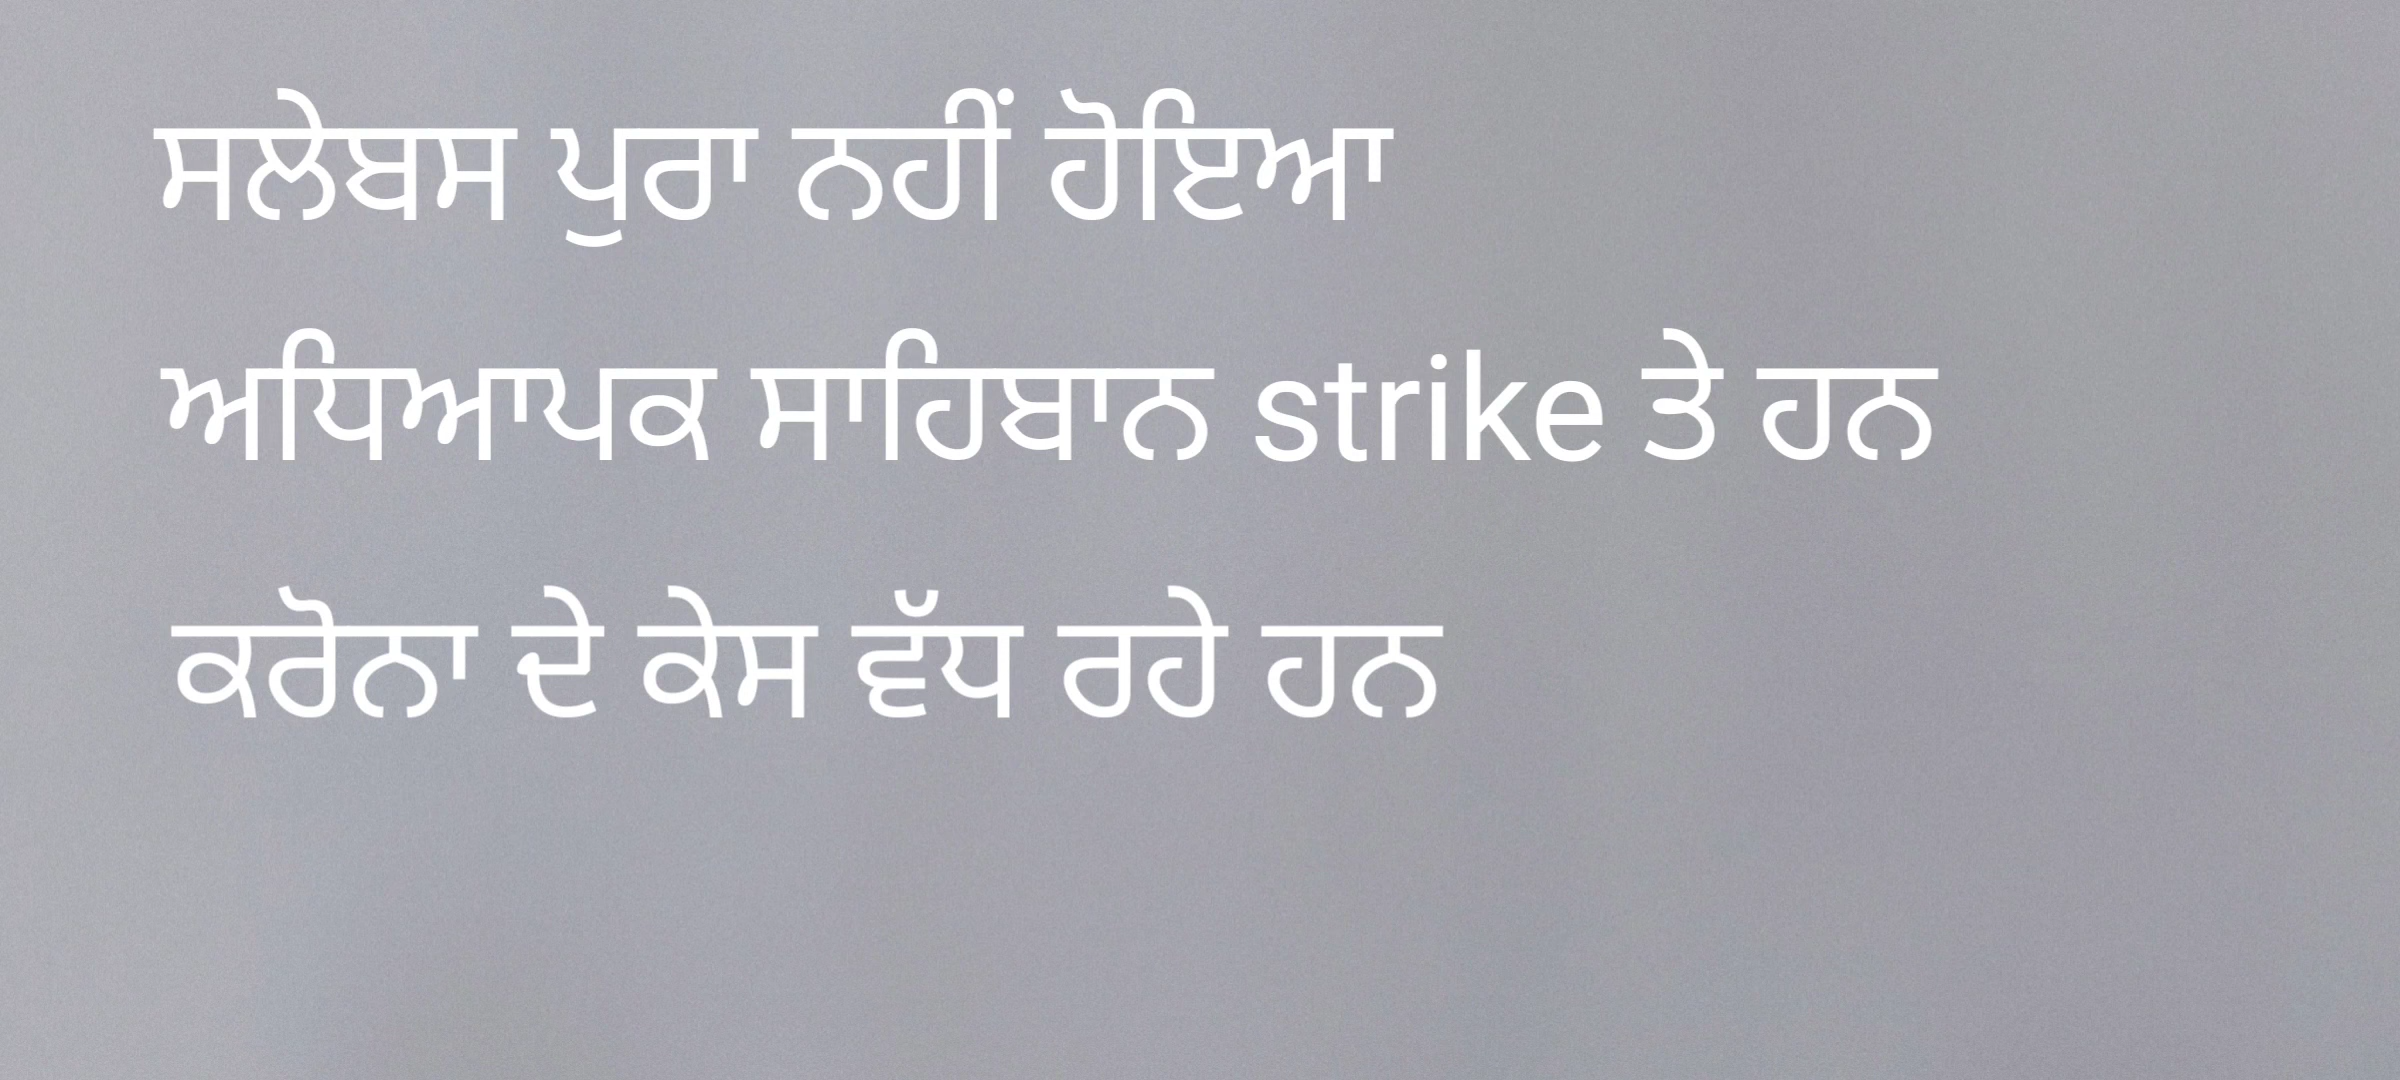 ਸਲੇਬਸ ਪੁਰਾ ਨਹੀਂ ਹੋਇਆ
ਅਧਿਆਪਕ ਸਾਹਿਬਾਨ strike ਤੇ ਹਨ
ਕਰੋਨਾ ਦੇ ਕੇਸ ਵੱਧ ਰਹੇ ਹਨ